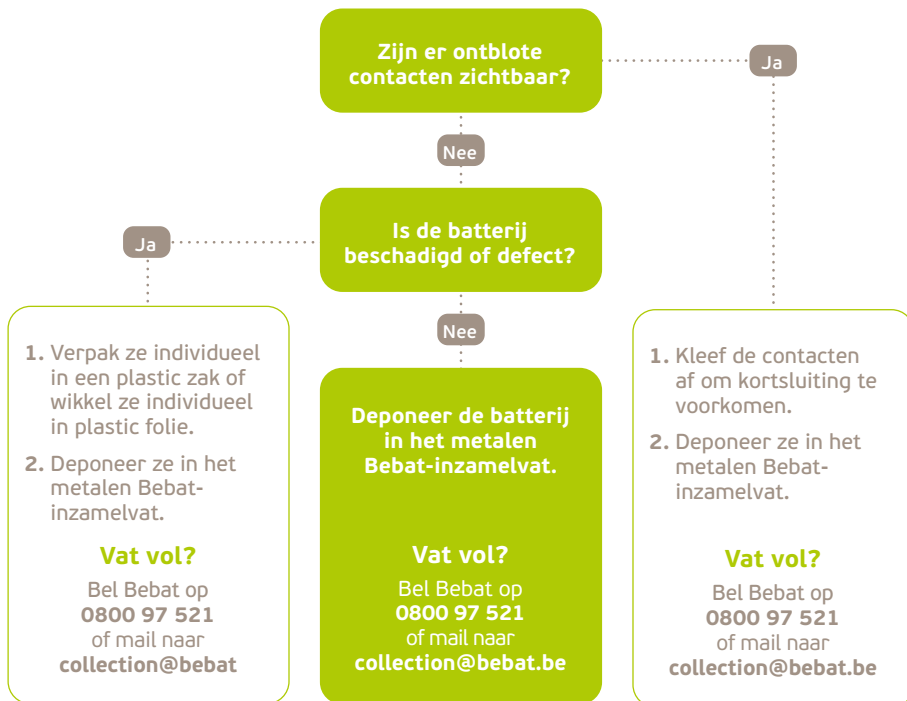 Zijn er ontblote
contacten zichtbaar?
Ja
Nee
Is de batterij
beschadigd of defect?
Ja
Nee
1. Verpak ze individueel
in een plastic zak of
wikkel ze individueel
in plastic folie.
2. Deponeer ze in het
metalen Bebat-
inzamelvat.
Vat vol?
Bel Bebat op
0800 97 521
of mail naar
collection@bebat
Deponeer de batterij
in het metalen
Bebat-inzamelvat.
Vat vol?
Bel Bebat op
0800 97 521
of mail naar
collection@bebat.be
1. Kleef de contacten
af om kortsluiting te
voorkomen.
2. Deponeer ze in het
metalen Bebat-
inzamelvat.
Vat vol?
Bel Bebat op
0800 97 521
of mail naar
collection@bebat.be